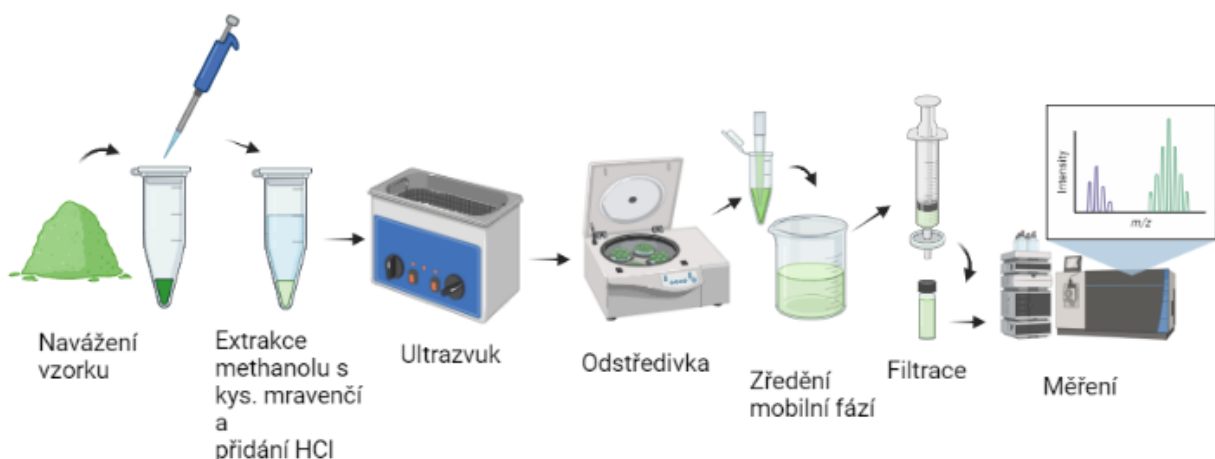 Intensity
m/z
Navážení
vzorku
Extrakce
methanolu s
kys. mravenčí
a
přidání HCl
Ultrazvuk
Odstředivka
Zředění
mobilní fází
Filtrace
Měření